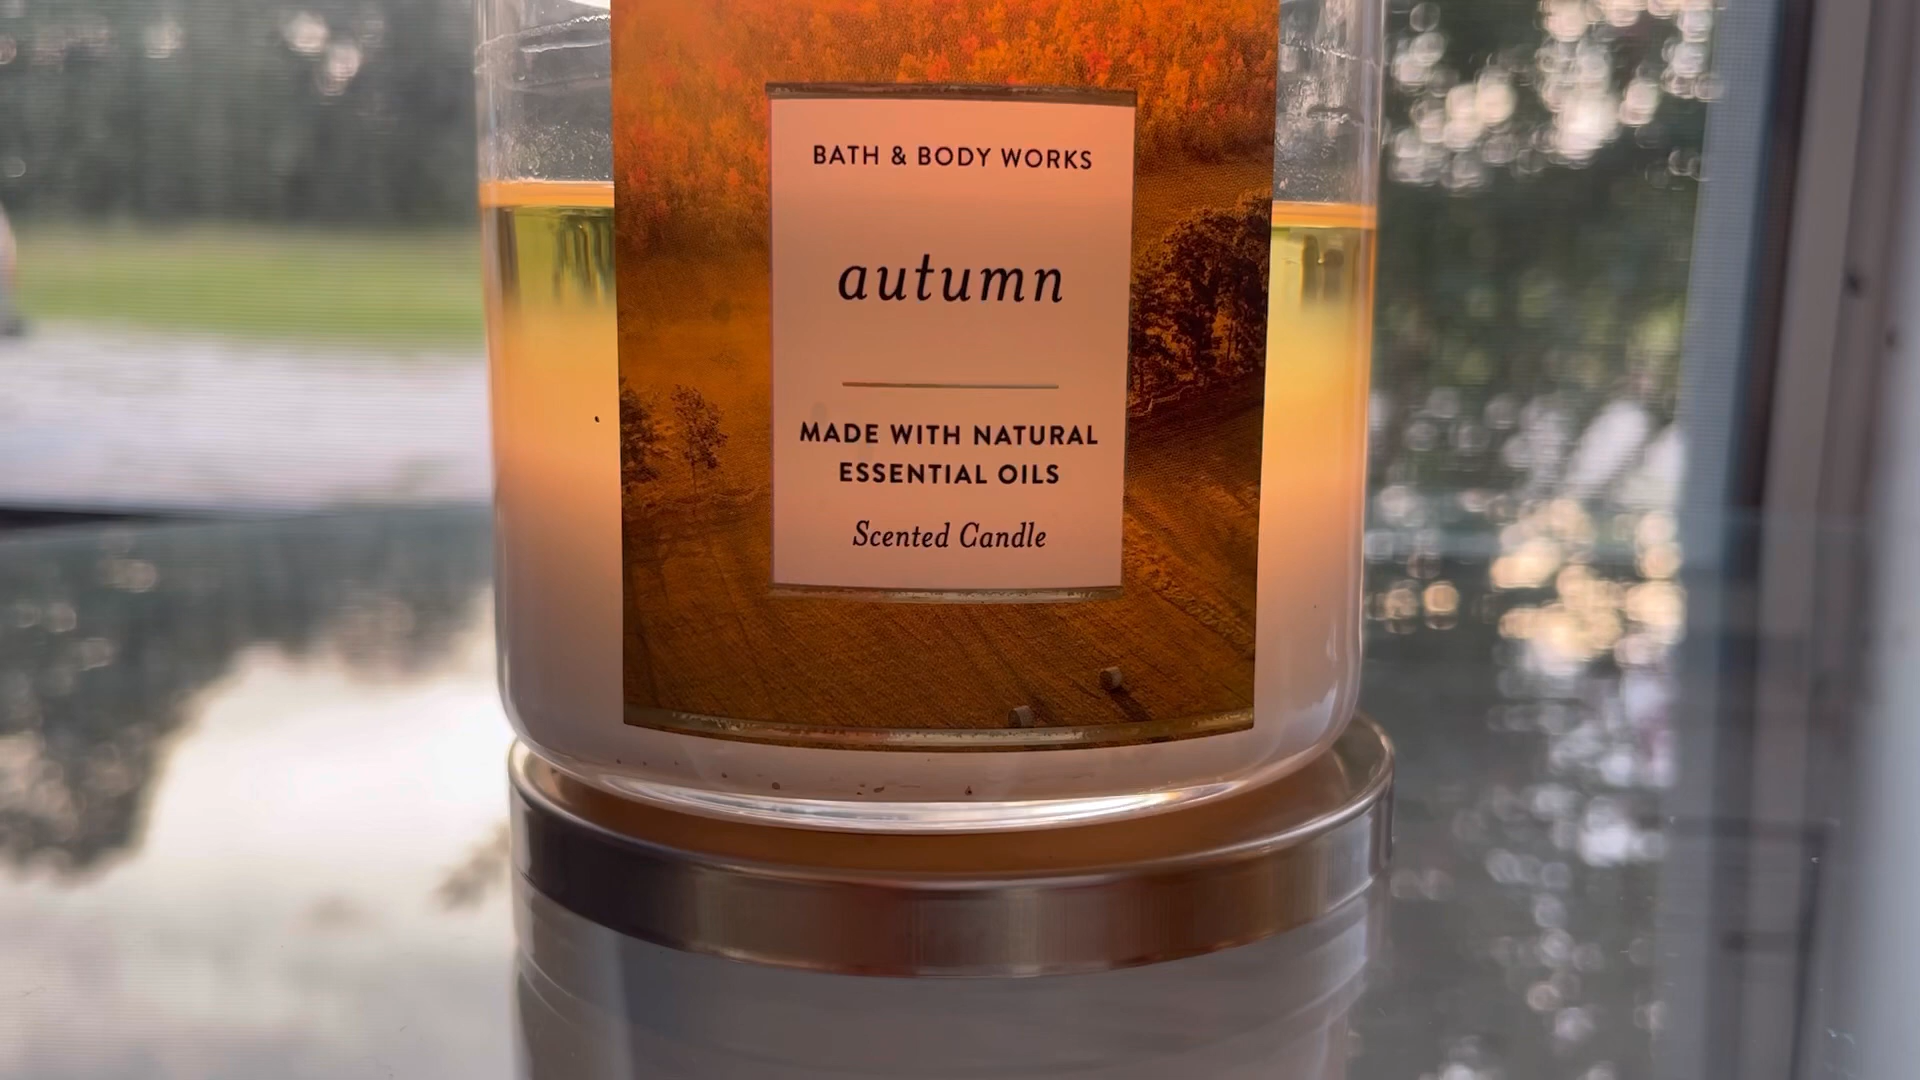 BATH & BODY WORKS
autumn
MADE WITH NATURAL
ESSENTIAL OILS
Scented Candle